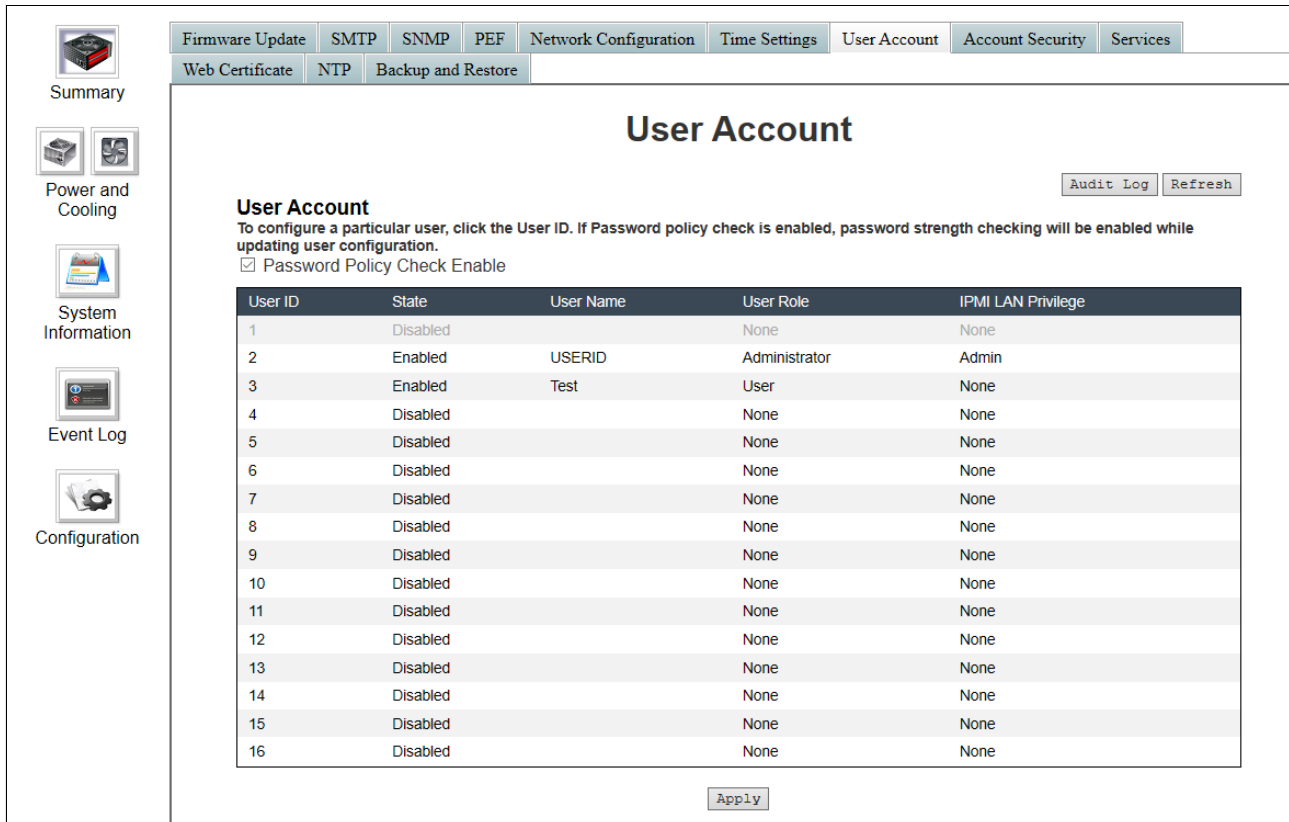 Summary
Power and
Cooling
System
Information
Event Log
Configuration
Firmware Update SMTP SNMP PEF Network Configuration Time Settings User Account Account Security Services
Web Certificate NTP Backup and Restore
User Account
Audit Log Refresh
User Account
To configure a particular user, click the User ID. If Password policy check is enabled, password strength checking will be enabled while
updating user configuration.
Password Policy Check Enable
User ID State User Name User Role IPMI LAN Privilege
1 Disabled None None
2 Enabled USERID Administrator Admin
3 Enabled Test User None
4 Disabled None None
5 Disabled None None
6 Disabled None None
7 Disabled None None
8 Disabled None None
9 Disabled None None
10 Disabled None None
11 Disabled None None
12 Disabled None None
13 Disabled None None
14 Disabled None None
15 Disabled None None
16 Disabled None None
Apply